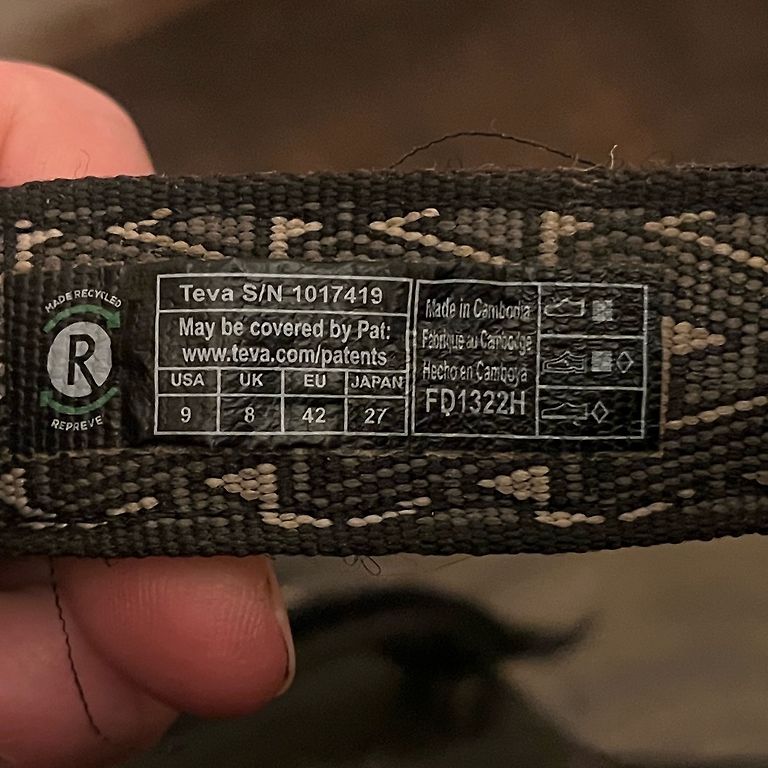 MADE RECYCLED
R
REPREVE
Teva S/N 1017419
May be covered by Pat:
www.teva.com/patents
USA UK EU JAPAN
9 8 42 27
Made in Cambodia
Fabriqué au Cambodge
Hecho en Camboya
FD1322H